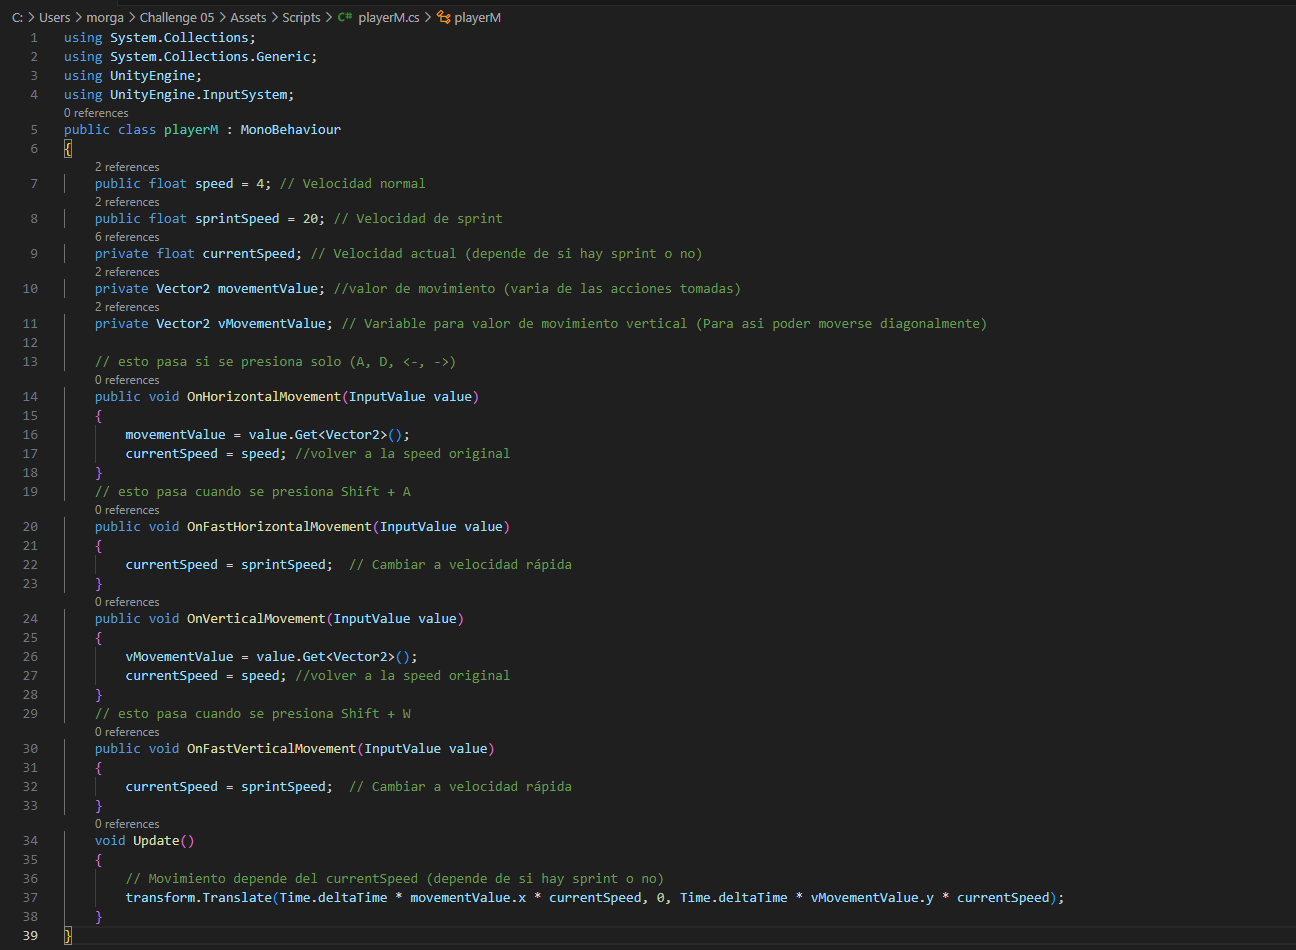 C: > Users > morga > Challenge 05 > Assets > Scripts > C# playerM.cs > playerM
1 using System.Collections;
2 using System.Collections.Generic;
3 using UnityEngine;
4 using UnityEngine.InputSystem;
0 references
5 public class playerM : MonoBehaviour
6 {
2 references
7 public float speed = 4; // Velocidad normal
2 references
8 public float sprintSpeed = 20; // Velocidad de sprint
6 references
9 private float currentSpeed; // Velocidad actual (depende de si hay sprint o no)
2 references
10 private Vector2 movementValue; //valor de movimiento (varia de las acciones tomadas)
2 references
11 private Vector2 vMovementValue; // Variable para valor de movimiento vertical (Para asi poder moverse diagonalmente)
12
13 // esto pasa si se presiona solo (A, D, <-, ->)
0 references
14 public void OnHorizontalMovement(InputValue value)
15 {
16 movementValue = value.Get<Vector2>();
17 currentSpeed = speed; //volver a la speed original
18 }
19 // esto pasa cuando se presiona Shift + A
0 references
20 public void OnFastHorizontalMovement(InputValue value)
21 {
22 currentSpeed = sprintSpeed;  // Cambiar a velocidad rápida
23 }
0 references
24 public void OnVerticalMovement(InputValue value)
25 {
26 vMovementValue = value.Get<Vector2>();
27 currentSpeed = speed; //volver a la speed original
28 }
29 // esto pasa cuando se presiona Shift + W
0 references
30 public void OnFastVerticalMovement(InputValue value)
31 {
32 currentSpeed = sprintSpeed;  // Cambiar a velocidad rápida
33 }
0 references
34 void Update()
35 {
36 // Movimiento depende del currentSpeed (depende de si hay sprint o no)
37 transform.Translate(Time.deltaTime * movementValue.x * currentSpeed, 0, Time.deltaTime * vMovementValue.y * currentSpeed);
38 }
39 }